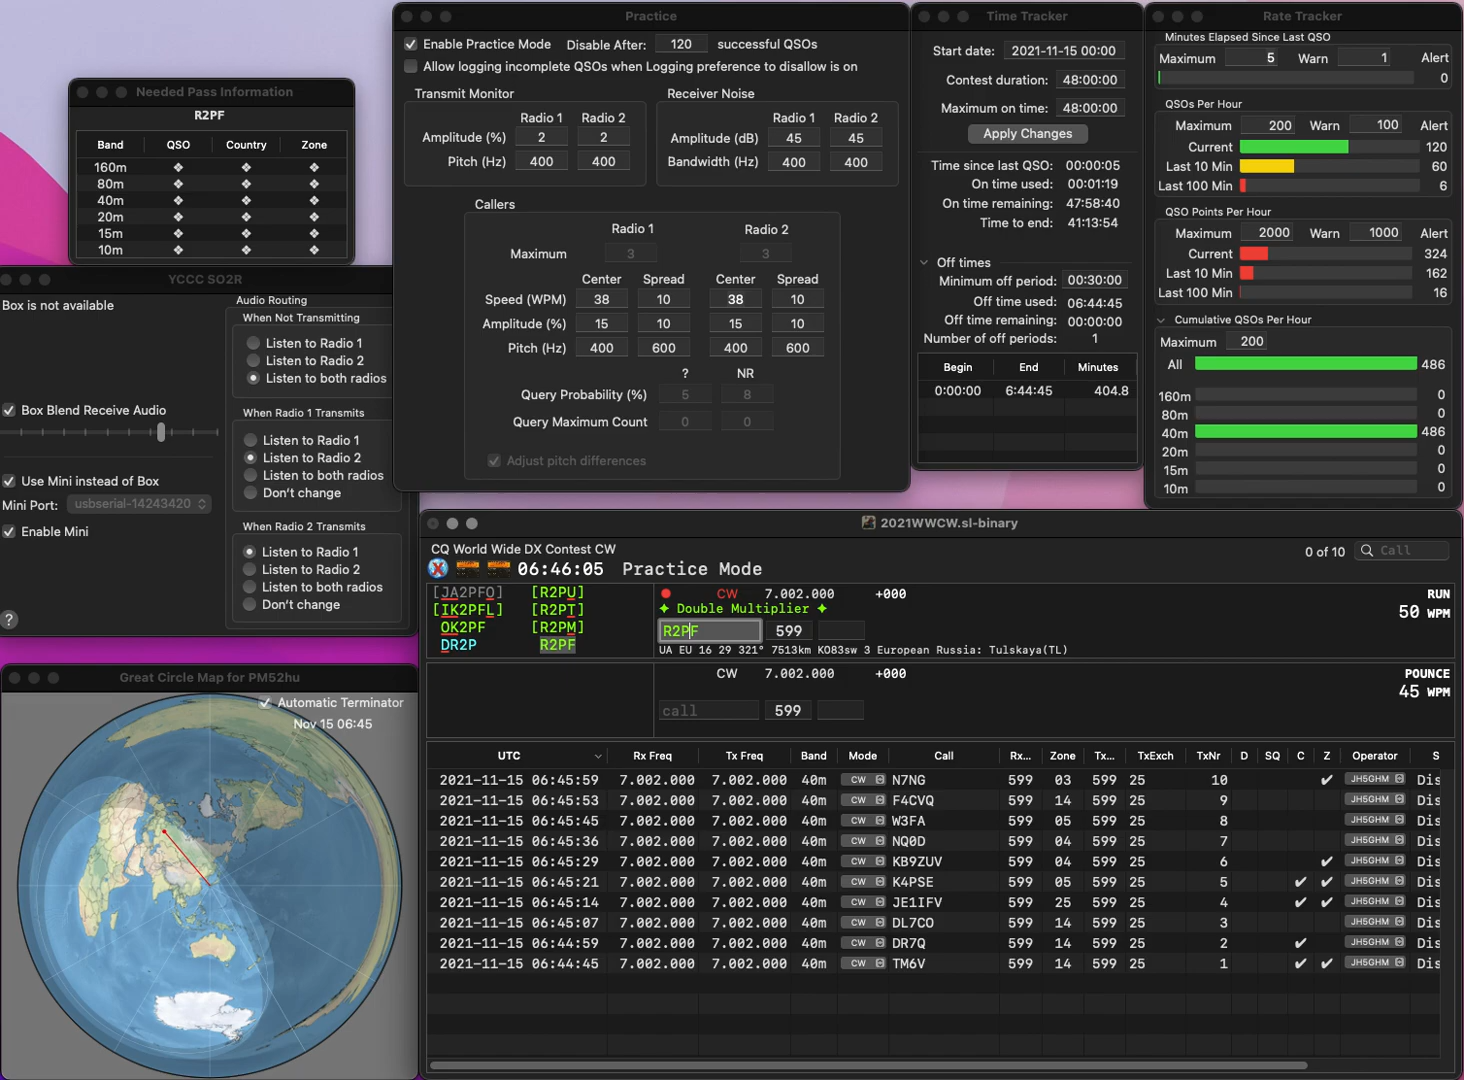 Needed Pass Information
R2PF
Band QSO Country Zone
160m ❖ ❖ ❖
80m ❖ ❖ ❖
40m ❖ ❖ ❖
20m ❖ ❖ ❖
15m ❖ ❖ ❖
10m ❖ ❖ ❖
YCCC SO2R
Box is not available
Box Blend Receive Audio
Use Mini instead of Box
Mini Port: usbserial-14243420
Enable Mini
?
Audio Routing
When Not Transmitting
Listen to Radio 1
Listen to Radio 2
Listen to both radios
When Radio 1 Transmits
Listen to Radio 1
Listen to Radio 2
Listen to both radios
Don't change
When Radio 2 Transmits
Listen to Radio 1
Listen to Radio 2
Listen to both radios
Don't change
Practice
Enable Practice Mode Disable After: 120 successful QSOs
Allow logging incomplete QSOs when Logging preference to disallow is on
Transmit Monitor
Radio 1 Radio 2
Amplitude (%) 2 2
Pitch (Hz) 400 400
Receiver Noise
Radio 1 Radio 2
Amplitude (dB) 45 45
Bandwidth (Hz) 400 400
Callers
Radio 1 Radio 2
Maximum 3 3
Center Spread Center Spread
Speed (WPM) 38 10 38 10
Amplitude (%) 15 10 15 10
Pitch (Hz) 400 600 400 600
? NR
Query Probability (%) 5 8
Query Maximum Count 0 0
Adjust pitch differences
Time Tracker
Start date: 2021-11-15 00:00
Contest duration: 48:00:00
Maximum on time: 48:00:00
Apply Changes
Time since last QSO: 00:00:05
On time used: 00:01:19
On time remaining: 47:58:40
Time to end: 41:13:54
Off times
Minimum off period: 00:30:00
Off time used: 06:44:45
Off time remaining: 00:00:00
Number of off periods: 1
Begin End Minutes
0:00:00 6:44:45 404.8
Rate Tracker
Minutes Elapsed Since Last QSO
Maximum 5 Warn 1 Alert
0
QSOs Per Hour
Maximum 200 Warn 100 Alert
Current 120
Last 10 Min 60
Last 100 Min 6
QSO Points Per Hour
Maximum 2000 Warn 1000 Alert
Current 324
Last 10 Min 162
Last 100 Min 16
Cumulative QSOs Per Hour
Maximum 200
All 486
160m 0
80m 0
40m 486
20m 0
15m 0
10m 0
Great Circle Map for PM52hu
Automatic Terminator
Nov 15 06:45
2021WWCW.sl-binary
CQ World Wide DX Contest CW
0 of 10 Call
06:46:05 Practice Mode
[JA2PFO] [R2PU]
[IK2PFL] [R2PT]
OK2PF [R2PM]
DR2P R2PF
CW 7.002.000 +000 RUN
✦ Double Multiplier ✦ 50 WPM
R2PF 599
UA EU 16 29 321° 7513km KO83sw 3 European Russia: Tulskaya(TL)
CW 7.002.000 +000 POUNCE
45 WPM
call 599
UTC Rx Freq Tx Freq Band Mode Call Rx... Zone Tx... TxExch TxNr D SQ C Z Operator S
2021-11-15 06:45:59 7.002.000 7.002.000 40m CW N7NG 599 03 599 25 10 ✔ JH5GHM Dis
2021-11-15 06:45:53 7.002.000 7.002.000 40m CW F4CVQ 599 14 599 25 9 JH5GHM Dis
2021-11-15 06:45:45 7.002.000 7.002.000 40m CW W3FA 599 05 599 25 8 JH5GHM Dis
2021-11-15 06:45:36 7.002.000 7.002.000 40m CW NQ0D 599 04 599 25 7 JH5GHM Dis
2021-11-15 06:45:29 7.002.000 7.002.000 40m CW KB9ZUV 599 04 599 25 6 ✔ JH5GHM Dis
2021-11-15 06:45:21 7.002.000 7.002.000 40m CW K4PSE 599 05 599 25 5 ✔ ✔ JH5GHM Dis
2021-11-15 06:45:14 7.002.000 7.002.000 40m CW JE1IFV 599 25 599 25 4 ✔ ✔ JH5GHM Dis
2021-11-15 06:45:07 7.002.000 7.002.000 40m CW DL7CO 599 14 599 25 3 JH5GHM Dis
2021-11-15 06:44:59 7.002.000 7.002.000 40m CW DR7Q 599 14 599 25 2 ✔ JH5GHM Dis
2021-11-15 06:44:45 7.002.000 7.002.000 40m CW TM6V 599 14 599 25 1 ✔ ✔ JH5GHM Dis